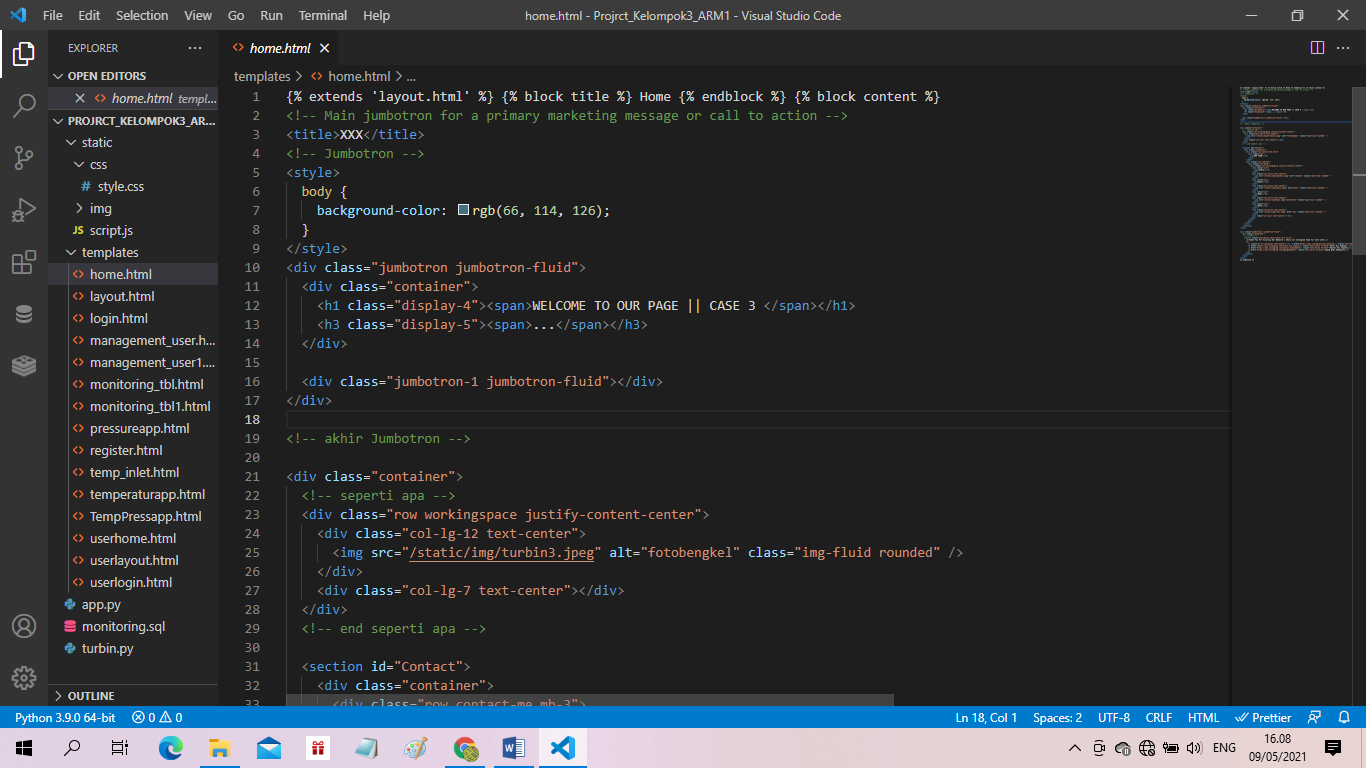 File Edit Selection View Go Run Terminal Help home.html - Projrct_Kelompok3_ARM1 - Visual Studio Code
EXPLORER
OPEN EDITORS
home.html templ...
PROJRCT_KELOMPOK3_AR...
static
css
# style.css
img
JS script.js
templates
home.html
layout.html
login.html
management_user.h...
management_user1....
monitoring_tbl.html
monitoring_tbl1.html
pressureapp.html
register.html
temp_inlet.html
temperaturapp.html
TempPressapp.html
userhome.html
userlayout.html
userlogin.html
app.py
monitoring.sql
turbin.py
OUTLINE
home.html
templates > home.html > ...
1 {% extends 'layout.html' %} {% block title %} Home {% endblock %} {% block content %}
2 <!-- Main jumbotron for a primary marketing message or call to action -->
3 <title>XXX</title>
4 <!-- Jumbotron -->
5 <style>
6 body {
7 background-color: rgb(66, 114, 126);
8 }
9 </style>
10 <div class="jumbotron jumbotron-fluid">
11 <div class="container">
12 <h1 class="display-4"><span>WELCOME TO OUR PAGE || CASE 3 </span></h1>
13 <h3 class="display-5"><span>...</span></h3>
14 </div>
15
16 <div class="jumbotron-1 jumbotron-fluid"></div>
17 </div>
18
19 <!-- akhir Jumbotron -->
20
21 <div class="container">
22 <!-- seperti apa -->
23 <div class="row workingspace justify-content-center">
24 <div class="col-lg-12 text-center">
25 <img src="/static/img/turbin3.jpeg" alt="fotobengkel" class="img-fluid rounded" />
26 </div>
27 <div class="col-lg-7 text-center"></div>
28 </div>
29 <!-- end seperti apa -->
30
31 <section id="Contact">
32 <div class="container">
33 <div class="row contact-me mb-3">
Python 3.9.0 64-bit 0 0 Ln 18, Col 1 Spaces: 2 UTF-8 CRLF HTML Prettier
ENG 16.08
09/05/2021